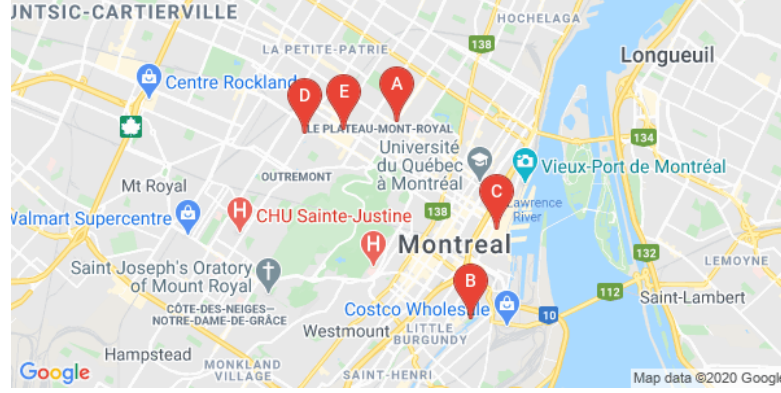 UNTSIC-CARTIERVILLE
HOCHELAGA
138
LA PETITE-PATRIE
Longueuil
Centre Rockland
D
E
A
134
LE PLATEAU-MONT-ROYAL
Université
du Québec
à Montréal
Vieux-Port de Montréal
OUTREMONT
Mt Royal
C
Lawrence
River
Walmart Supercentre
H
CHU Sainte-Justine
138
H
Montreal
132
LEMOYNE
Saint Joseph's Oratory
of Mount Royal
B
112
Saint-Lambert
CÔTE-DES-NEIGES—
NOTRE-DAME-DE-GRÂCE
Costco Wholesale
10
Westmount
LITTLE
BURGUNDY
Hampstead
MONKLAND
VILLAGE
SAINT-HENRI
Google
Map data ©2020 Google